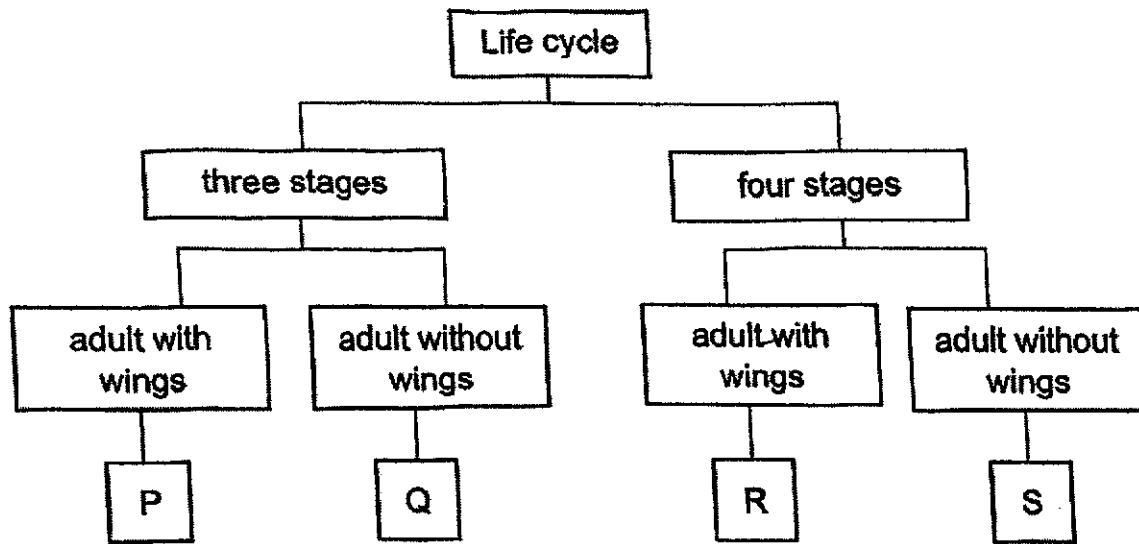 Life cycle
three stages
four stages
adult with
wings
adult without
wings
adult with
wings
adult without
wings
P
Q
R
S